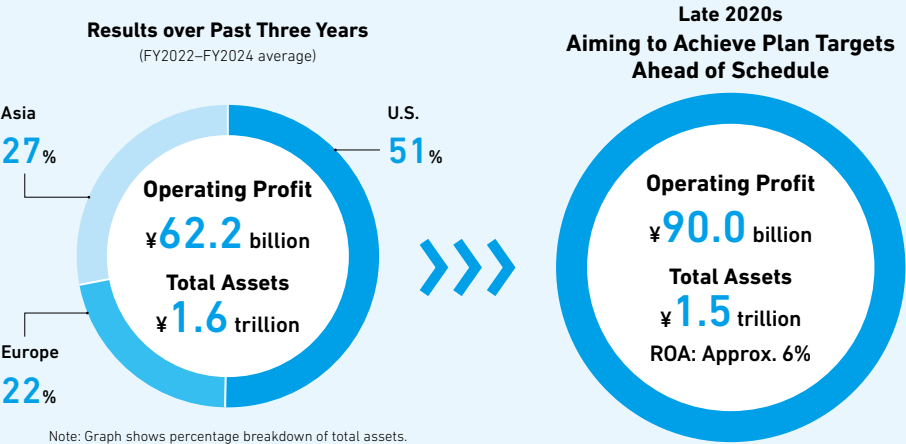 Results over Past Three Years
(FY2022–FY2024 average)
Asia
27%
U.S.
51%
Operating Profit
¥62.2 billion
Total Assets
¥1.6 trillion
Europe
22%
Note: Graph shows percentage breakdown of total assets.
Late 2020s
Aiming to Achieve Plan Targets
Ahead of Schedule
Operating Profit
¥90.0 billion
Total Assets
¥1.5 trillion
ROA: Approx. 6%